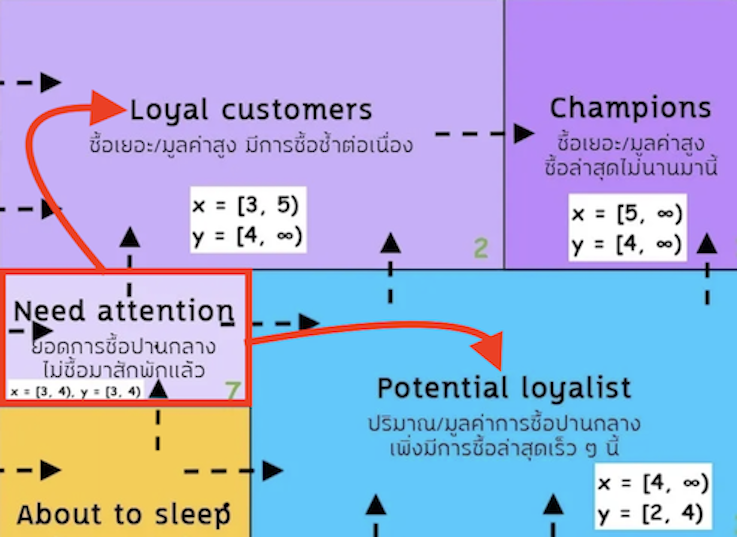 Loyal customers
ซื้อเยอะ/มูลค่าสูง มีการซื้อซ้ำต่อเนื่อง
x = [3, 5)
y = [4, ∞)
2
Champions
ซื้อเยอะ/มูลค่าสูง
ซื้อล่าสุดไม่นานมานี้
x = [5, ∞)
y = [4, ∞)
Need attention
ยอดการซื้อปานกลาง
ไม่ซื้อมาสักพักแล้ว
x = [3, 4), y = [3, 4)
7
Potential loyalist
ปริมาณ/มูลค่าการซื้อปานกลาง
เพิ่งมีการซื้อล่าสุดเร็ว ๆ นี้
x = [4, ∞)
y = [2, 4)
About to sleep